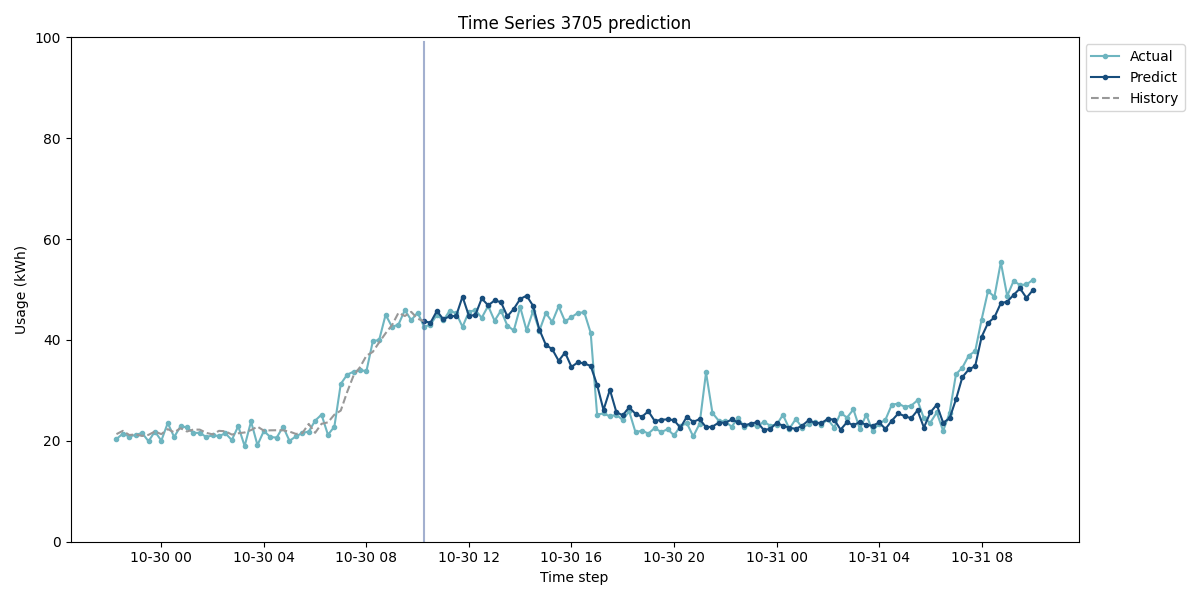 Time Series 3705 prediction
100
80
60
40
20
0
Usage (kWh)
10-30 00
10-30 04
10-30 08
10-30 12
10-30 16
10-30 20
10-31 00
10-31 04
10-31 08
Time step
Actual
Predict
History